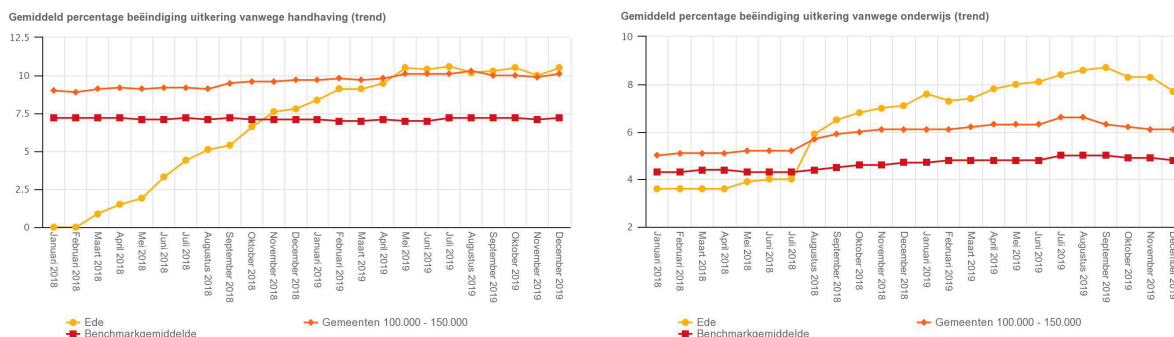 Gemiddeld percentage beëindiging uitkering vanwege handhaving (trend)
12.5
10
7.5
5
2.5
0
Januari 2018
Februari 2018
Maart 2018
April 2018
Mei 2018
Juni 2018
Juli 2018
Augustus 2018
September 2018
Oktober 2018
November 2018
December 2018
Januari 2019
Februari 2019
Maart 2019
April 2019
Mei 2019
Juni 2019
Juli 2019
Augustus 2019
September 2019
Oktober 2019
November 2019
December 2019
Ede
Gemeenten 100.000 - 150.000
Benchmarkgemiddelde
Gemiddeld percentage beëindiging uitkering vanwege onderwijs (trend)
10
8
6
4
2
Januari 2018
Februari 2018
Maart 2018
April 2018
Mei 2018
Juni 2018
Juli 2018
Augustus 2018
September 2018
Oktober 2018
November 2018
December 2018
Januari 2019
Februari 2019
Maart 2019
April 2019
Mei 2019
Juni 2019
Juli 2019
Augustus 2019
September 2019
Oktober 2019
November 2019
December 2019
Ede
Gemeenten 100.000 - 150.000
Benchmarkgemiddelde